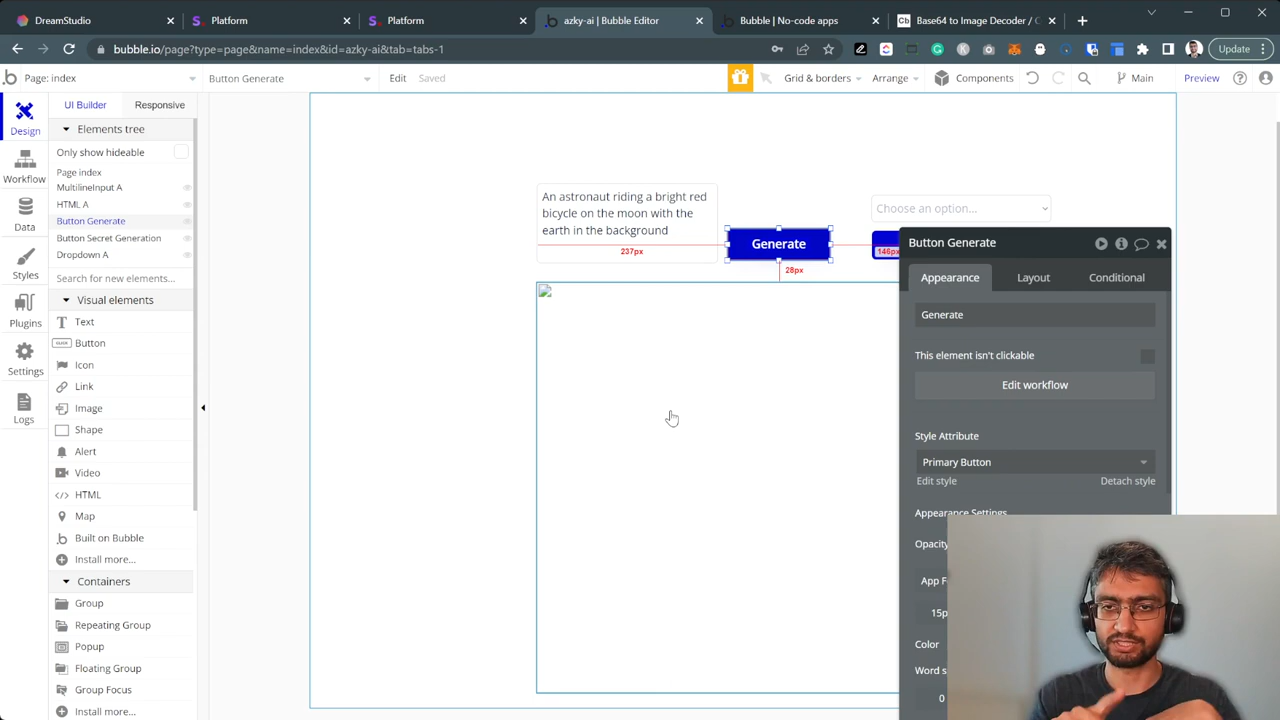 DreamStudio
Platform
Platform
azky-ai | Bubble Editor
Bubble | No-code apps
Base64 to Image Decoder / C
bubble.io/page?type=page&name=index&id=azky-ai&tab=tabs-1
Update
Page: index
Button Generate
Edit
Saved
Grid & borders
Arrange
Components
Main
Preview
Design
Workflow
Data
Styles
Plugins
Settings
Logs
UI Builder
Responsive
Elements tree
Only show hideable
Page index
MultilineInput A
HTML A
Button Generate
Button Secret Generation
Dropdown A
Search for new elements...
Visual elements
Text
Button
Icon
Link
Image
Shape
Alert
Video
HTML
Map
Built on Bubble
Install more...
Containers
Group
Repeating Group
Popup
Floating Group
Group Focus
Install more...
An astronaut riding a bright red
bicycle on the moon with the
earth in the background
237px
Generate
28px
Choose an option...
146px
Button Generate
Appearance
Layout
Conditional
Generate
This element isn't clickable
Edit workflow
Style Attribute
Primary Button
Edit style
Detach style
Appearance Settings
Opacity
App F
15p
Color
Word s
0